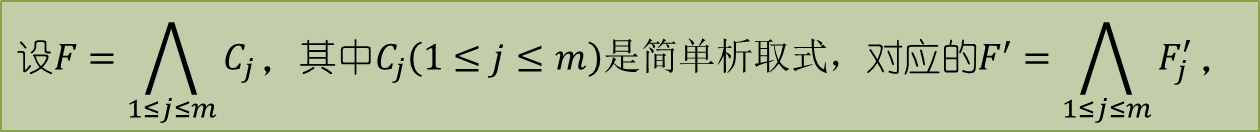 设F = ⋀_{1≤j≤m} C_j，其中C_j(1 ≤ j ≤ m)是简单析取式，对应的F′ = ⋀_{1≤j≤m} F′_j，